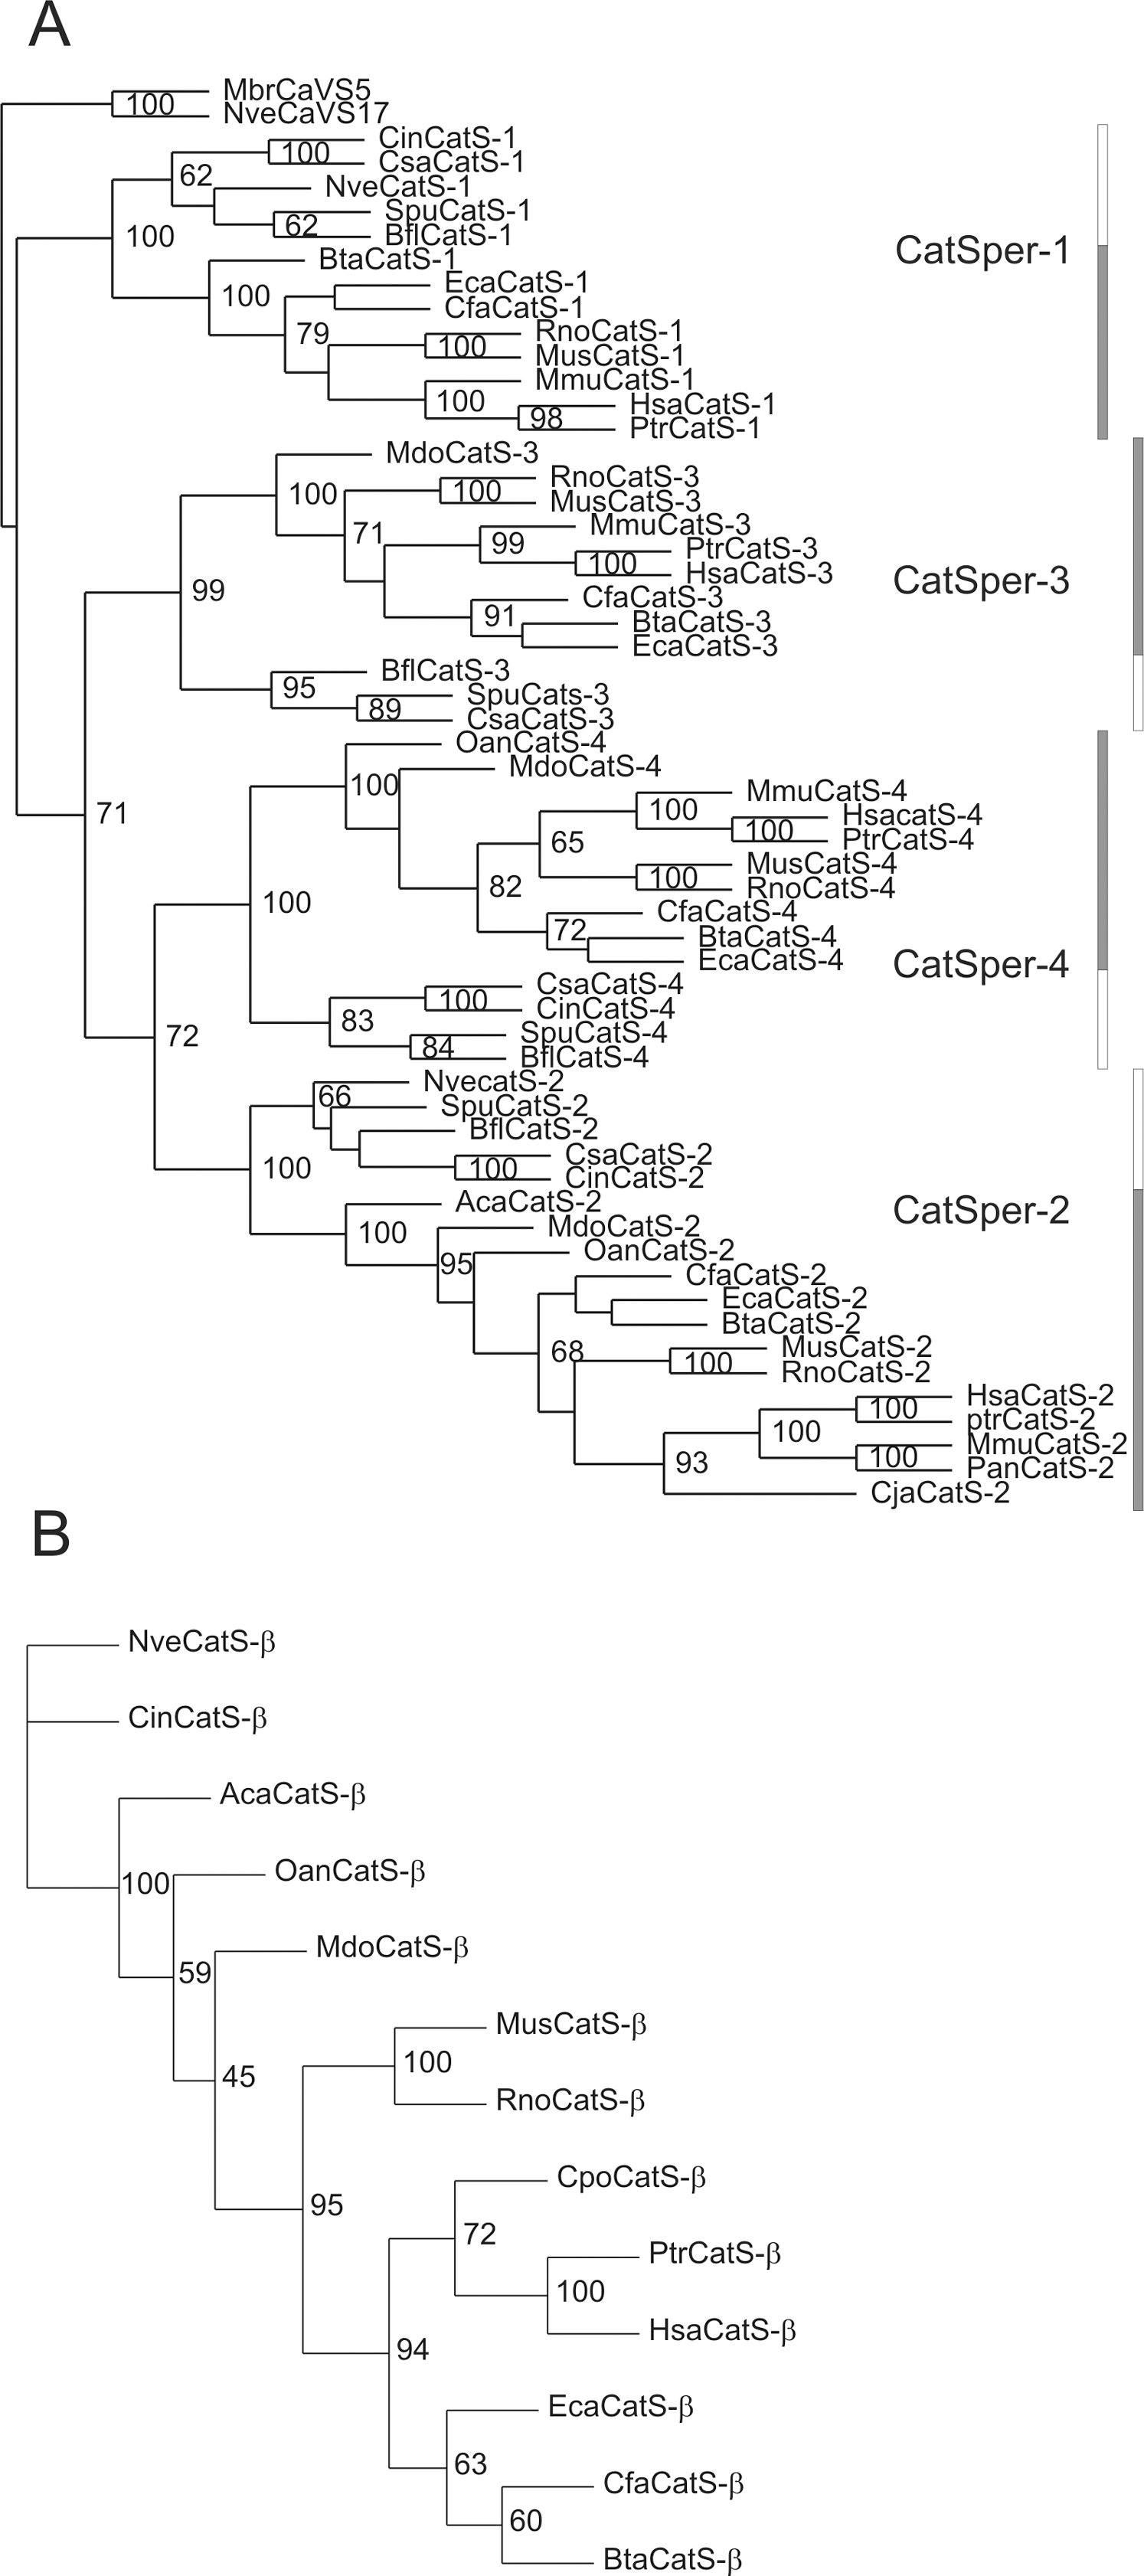 A
MbrCaVS5
100
NveCaVS17
CinCatS-1
100
CsaCatS-1
62
NveCatS-1
SpuCatS-1
62
BflCatS-1
100
CatSper-1
BtaCatS-1
EcaCatS-1
100
CfaCatS-1
79
RnoCatS-1
100
MusCatS-1
MmuCatS-1
100
HsaCatS-1
98
PtrCatS-1
MdoCatS-3
RnoCatS-3
100
100
MusCatS-3
MmuCatS-3
71
99
PtrCatS-3
100
HsaCatS-3
CatSper-3
99
CfaCatS-3
91
BtaCatS-3
EcaCatS-3
BflCatS-3
95
SpuCats-3
89
CsaCatS-3
OanCatS-4
MdoCatS-4
100
MmuCatS-4
71
100
HsacatS-4
100
PtrCatS-4
65
MusCatS-4
100
RnoCatS-4
82
100
CfaCatS-4
72
BtaCatS-4
EcaCatS-4
CatSper-4
CsaCatS-4
100
CinCatS-4
83
SpuCatS-4
72
84
BflCatS-4
NvecatS-2
66
SpuCatS-2
BflCatS-2
CsaCatS-2
100
100
CinCatS-2
AcaCatS-2
CatSper-2
MdoCatS-2
100
OanCatS-2
95
CfaCatS-2
EcaCatS-2
BtaCatS-2
MusCatS-2
68
100
RnoCatS-2
HsaCatS-2
100
ptrCatS-2
100
MmuCatS-2
100
PanCatS-2
93
CjaCatS-2
B
NveCatS-β
CinCatS-β
AcaCatS-β
OanCatS-β
100
MdoCatS-β
59
MusCatS-β
100
45
RnoCatS-β
CpoCatS-β
95
72
PtrCatS-β
100
HsaCatS-β
94
EcaCatS-β
63
CfaCatS-β
60
BtaCatS-β